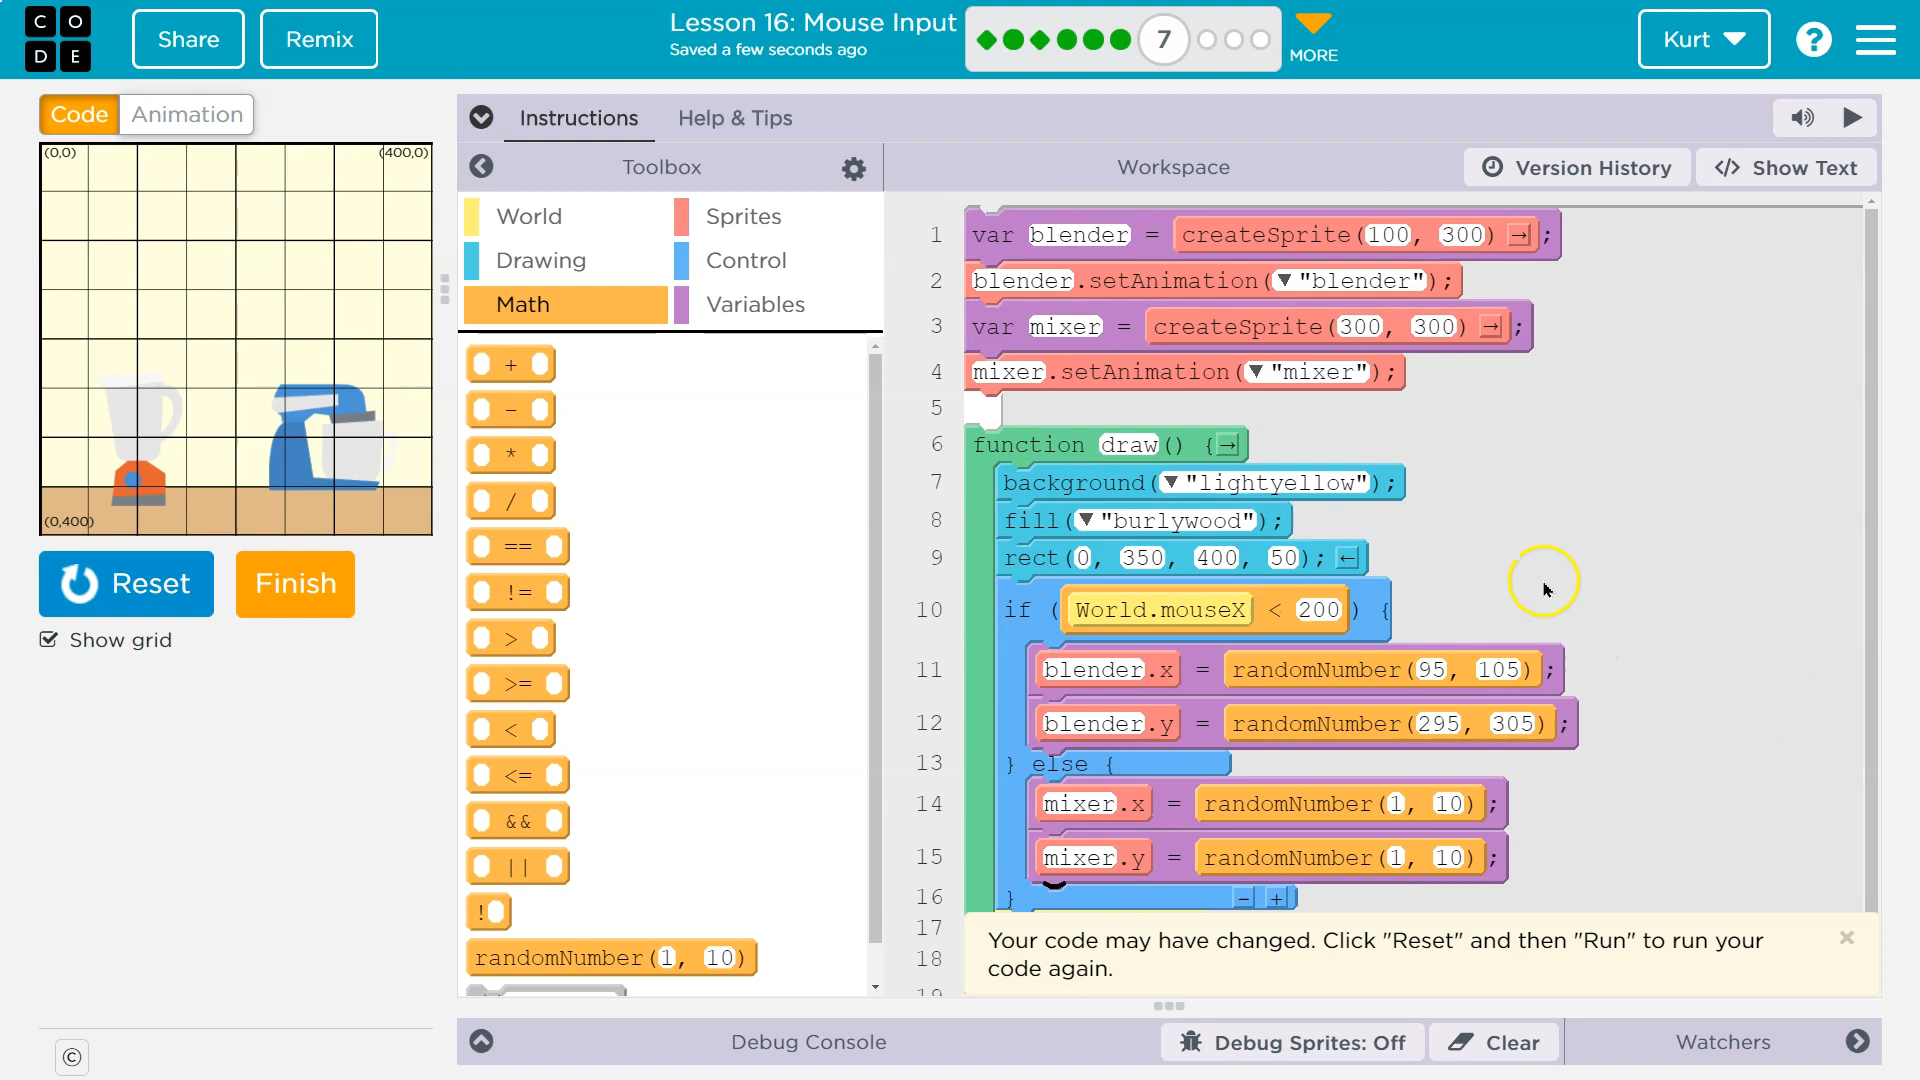 C O D E
Share
Remix
Lesson 16: Mouse Input
Saved a few seconds ago
7
MORE
Kurt
?
Code
Animation
(0,0)
(400,0)
(0,400)
Reset
Finish
Show grid
©
Instructions
Help & Tips
Toolbox
Workspace
Version History
</> Show Text
World
Sprites
Drawing
Control
Math
Variables
+
-
*
/
==
!=
>
>=
<
<=
&&
||
!
randomNumber(1, 10)
1 var blender = createSprite(100, 300) → ;
2 blender.setAnimation(▼ "blender");
3 var mixer = createSprite(300, 300) → ;
4 mixer.setAnimation(▼ "mixer");
5
6 function draw() { →
7 background(▼ "lightyellow");
8 fill(▼ "burlywood");
9 rect(0, 350, 400, 50); ←
10 if (World.mouseX < 200) {
11 blender.x = randomNumber(95, 105);
12 blender.y = randomNumber(295, 305);
13 } else {
14 mixer.x = randomNumber(1, 10);
15 mixer.y = randomNumber(1, 10);
16 } - +
17
18
19
Your code may have changed. Click "Reset" and then "Run" to run your
code again.
×
Debug Console
Debug Sprites: Off
Clear
Watchers